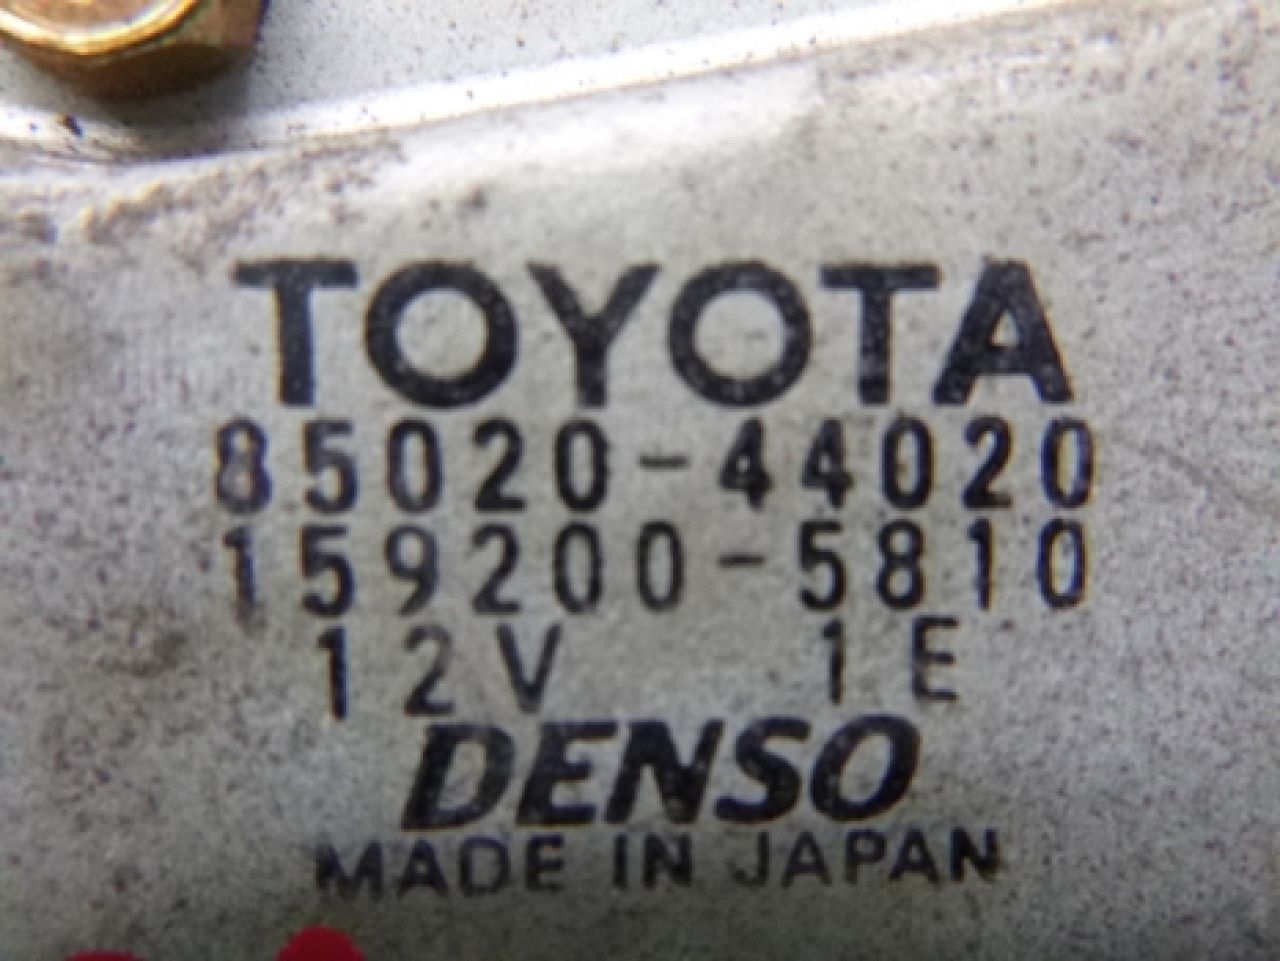 TOYOTA
85020-44020
159200-5810
12V 1E
DENSO
MADE IN JAPAN